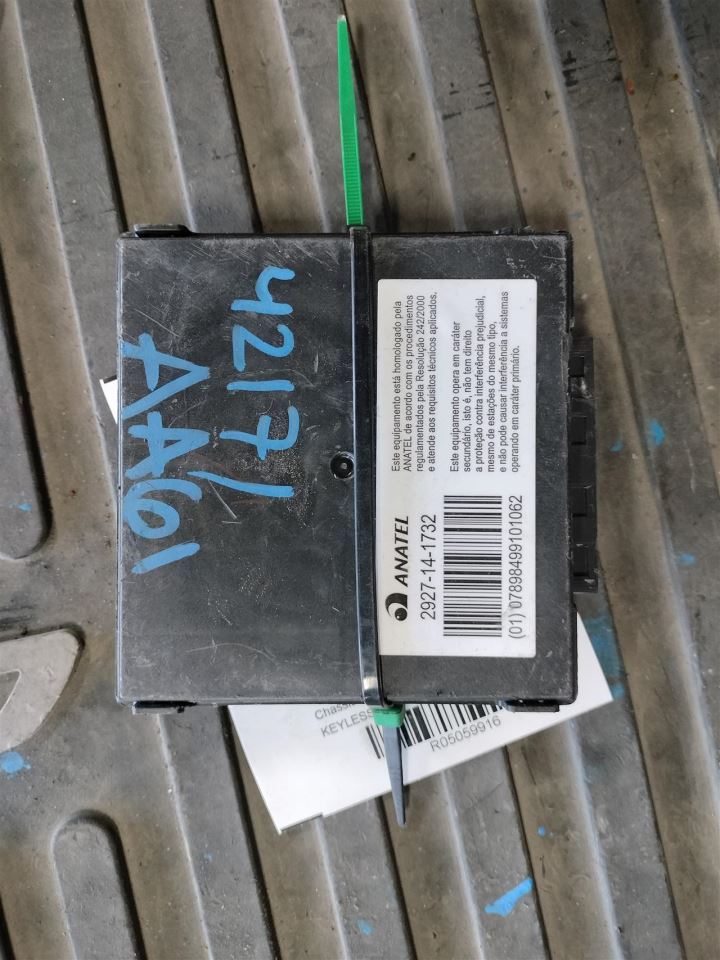 4217/
AA61
ANATEL
2927-14-1732
(01) 07898499101062
Este equipamento está homologado pela
ANATEL de acordo com os procedimentos
regulamentados pela Resolução 242/2000
e atende aos requisitos técnicos aplicados.
Este equipamento opera em caráter
secundário, isto é, não tem direito
a proteção contra interferência prejudicial,
mesmo de estações do mesmo tipo,
e não pode causar interferência a sistemas
operando em caráter primário.
KEYLESS
R05059916